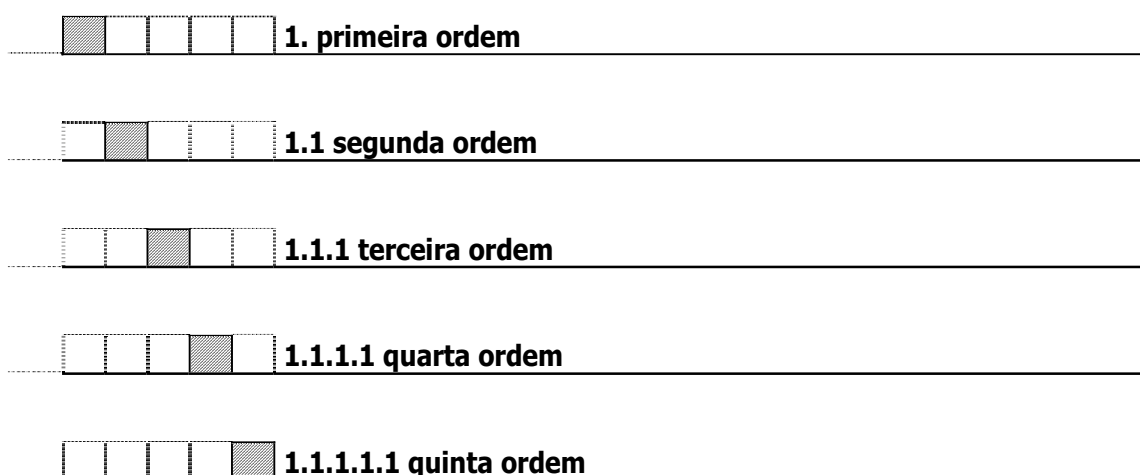 1. primeira ordem
1.1 segunda ordem
1.1.1 terceira ordem
1.1.1.1 quarta ordem
1.1.1.1.1 quinta ordem